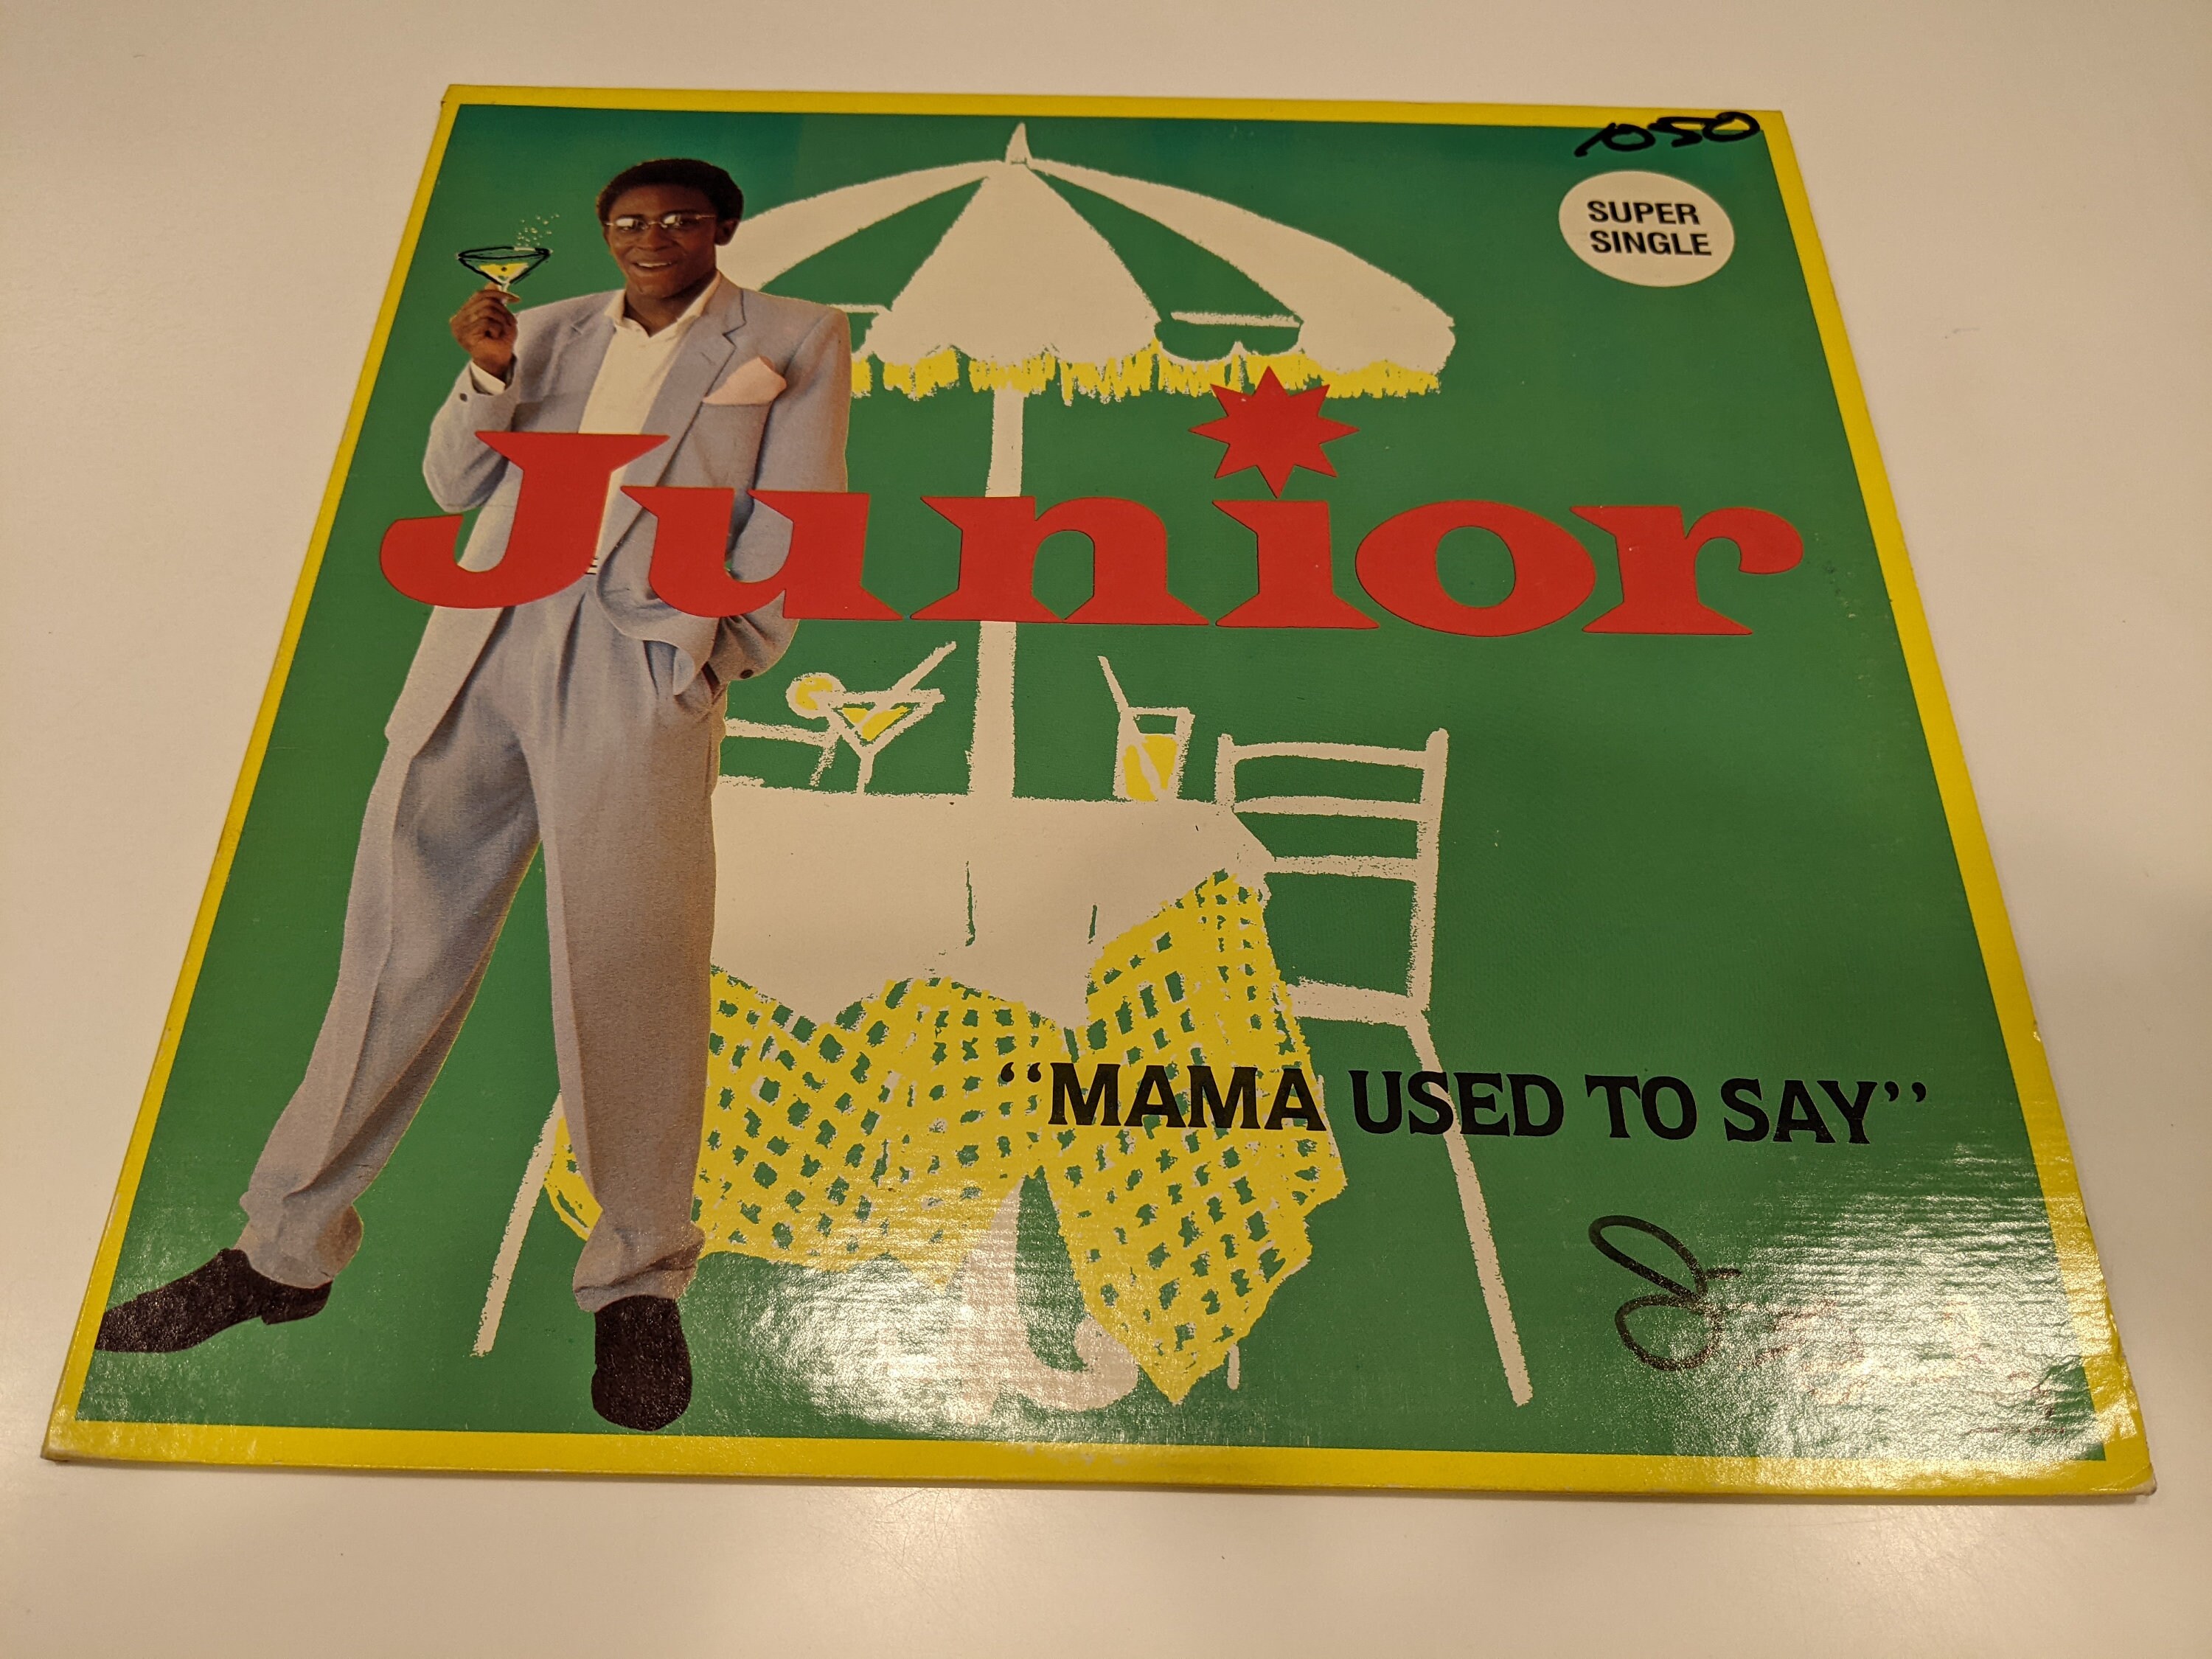 1050
SUPER
SINGLE
Junior
“MAMA USED TO SAY”